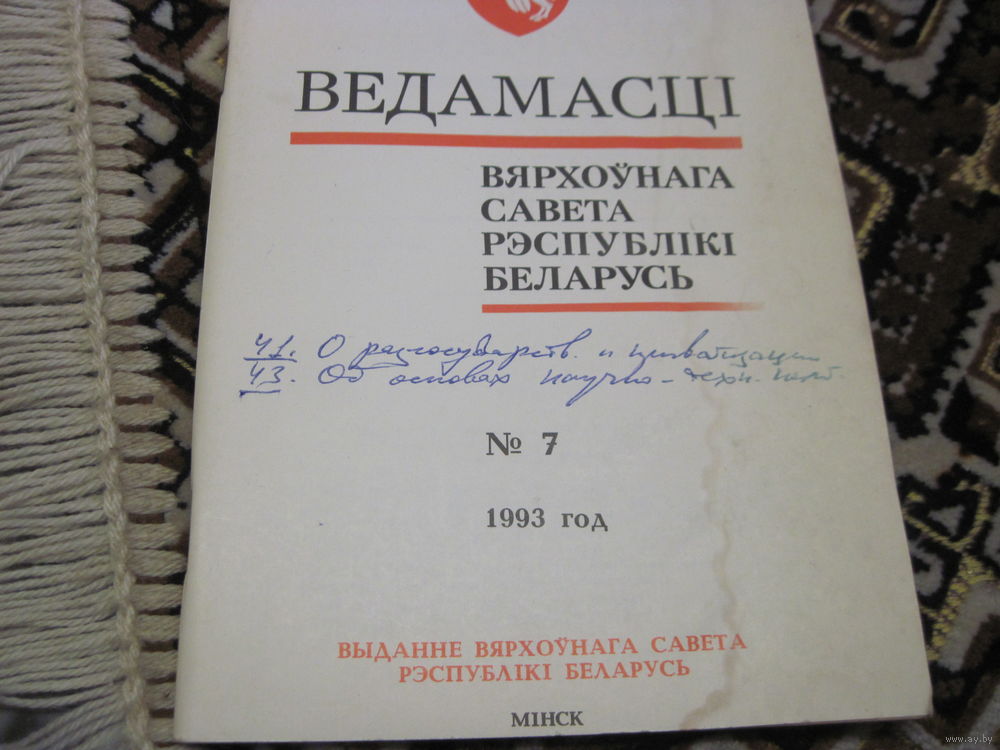 ВЕДАМАСЦІ
ВЯРХОЎНАГА
САВЕТА
РЭСПУБЛІКІ
БЕЛАРУСЬ
41. О разгосударств. и приватизации
43. Об основах научно-техн. полит.
№ 7
1993 год
ВЫДАННЕ ВЯРХОЎНАГА САВЕТА
РЭСПУБЛІКІ БЕЛАРУСЬ
МІНСК
www.ay.by